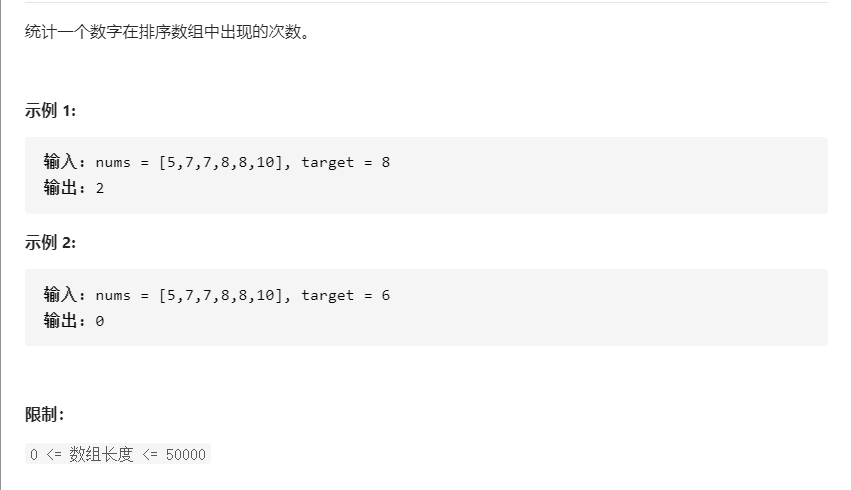 统计一个数字在排序数组中出现的次数。
示例 1:
输入: nums = [5,7,7,8,8,10], target = 8
输出: 2
示例 2:
输入: nums = [5,7,7,8,8,10], target = 6
输出: 0
限制：
0 <= 数组长度 <= 50000